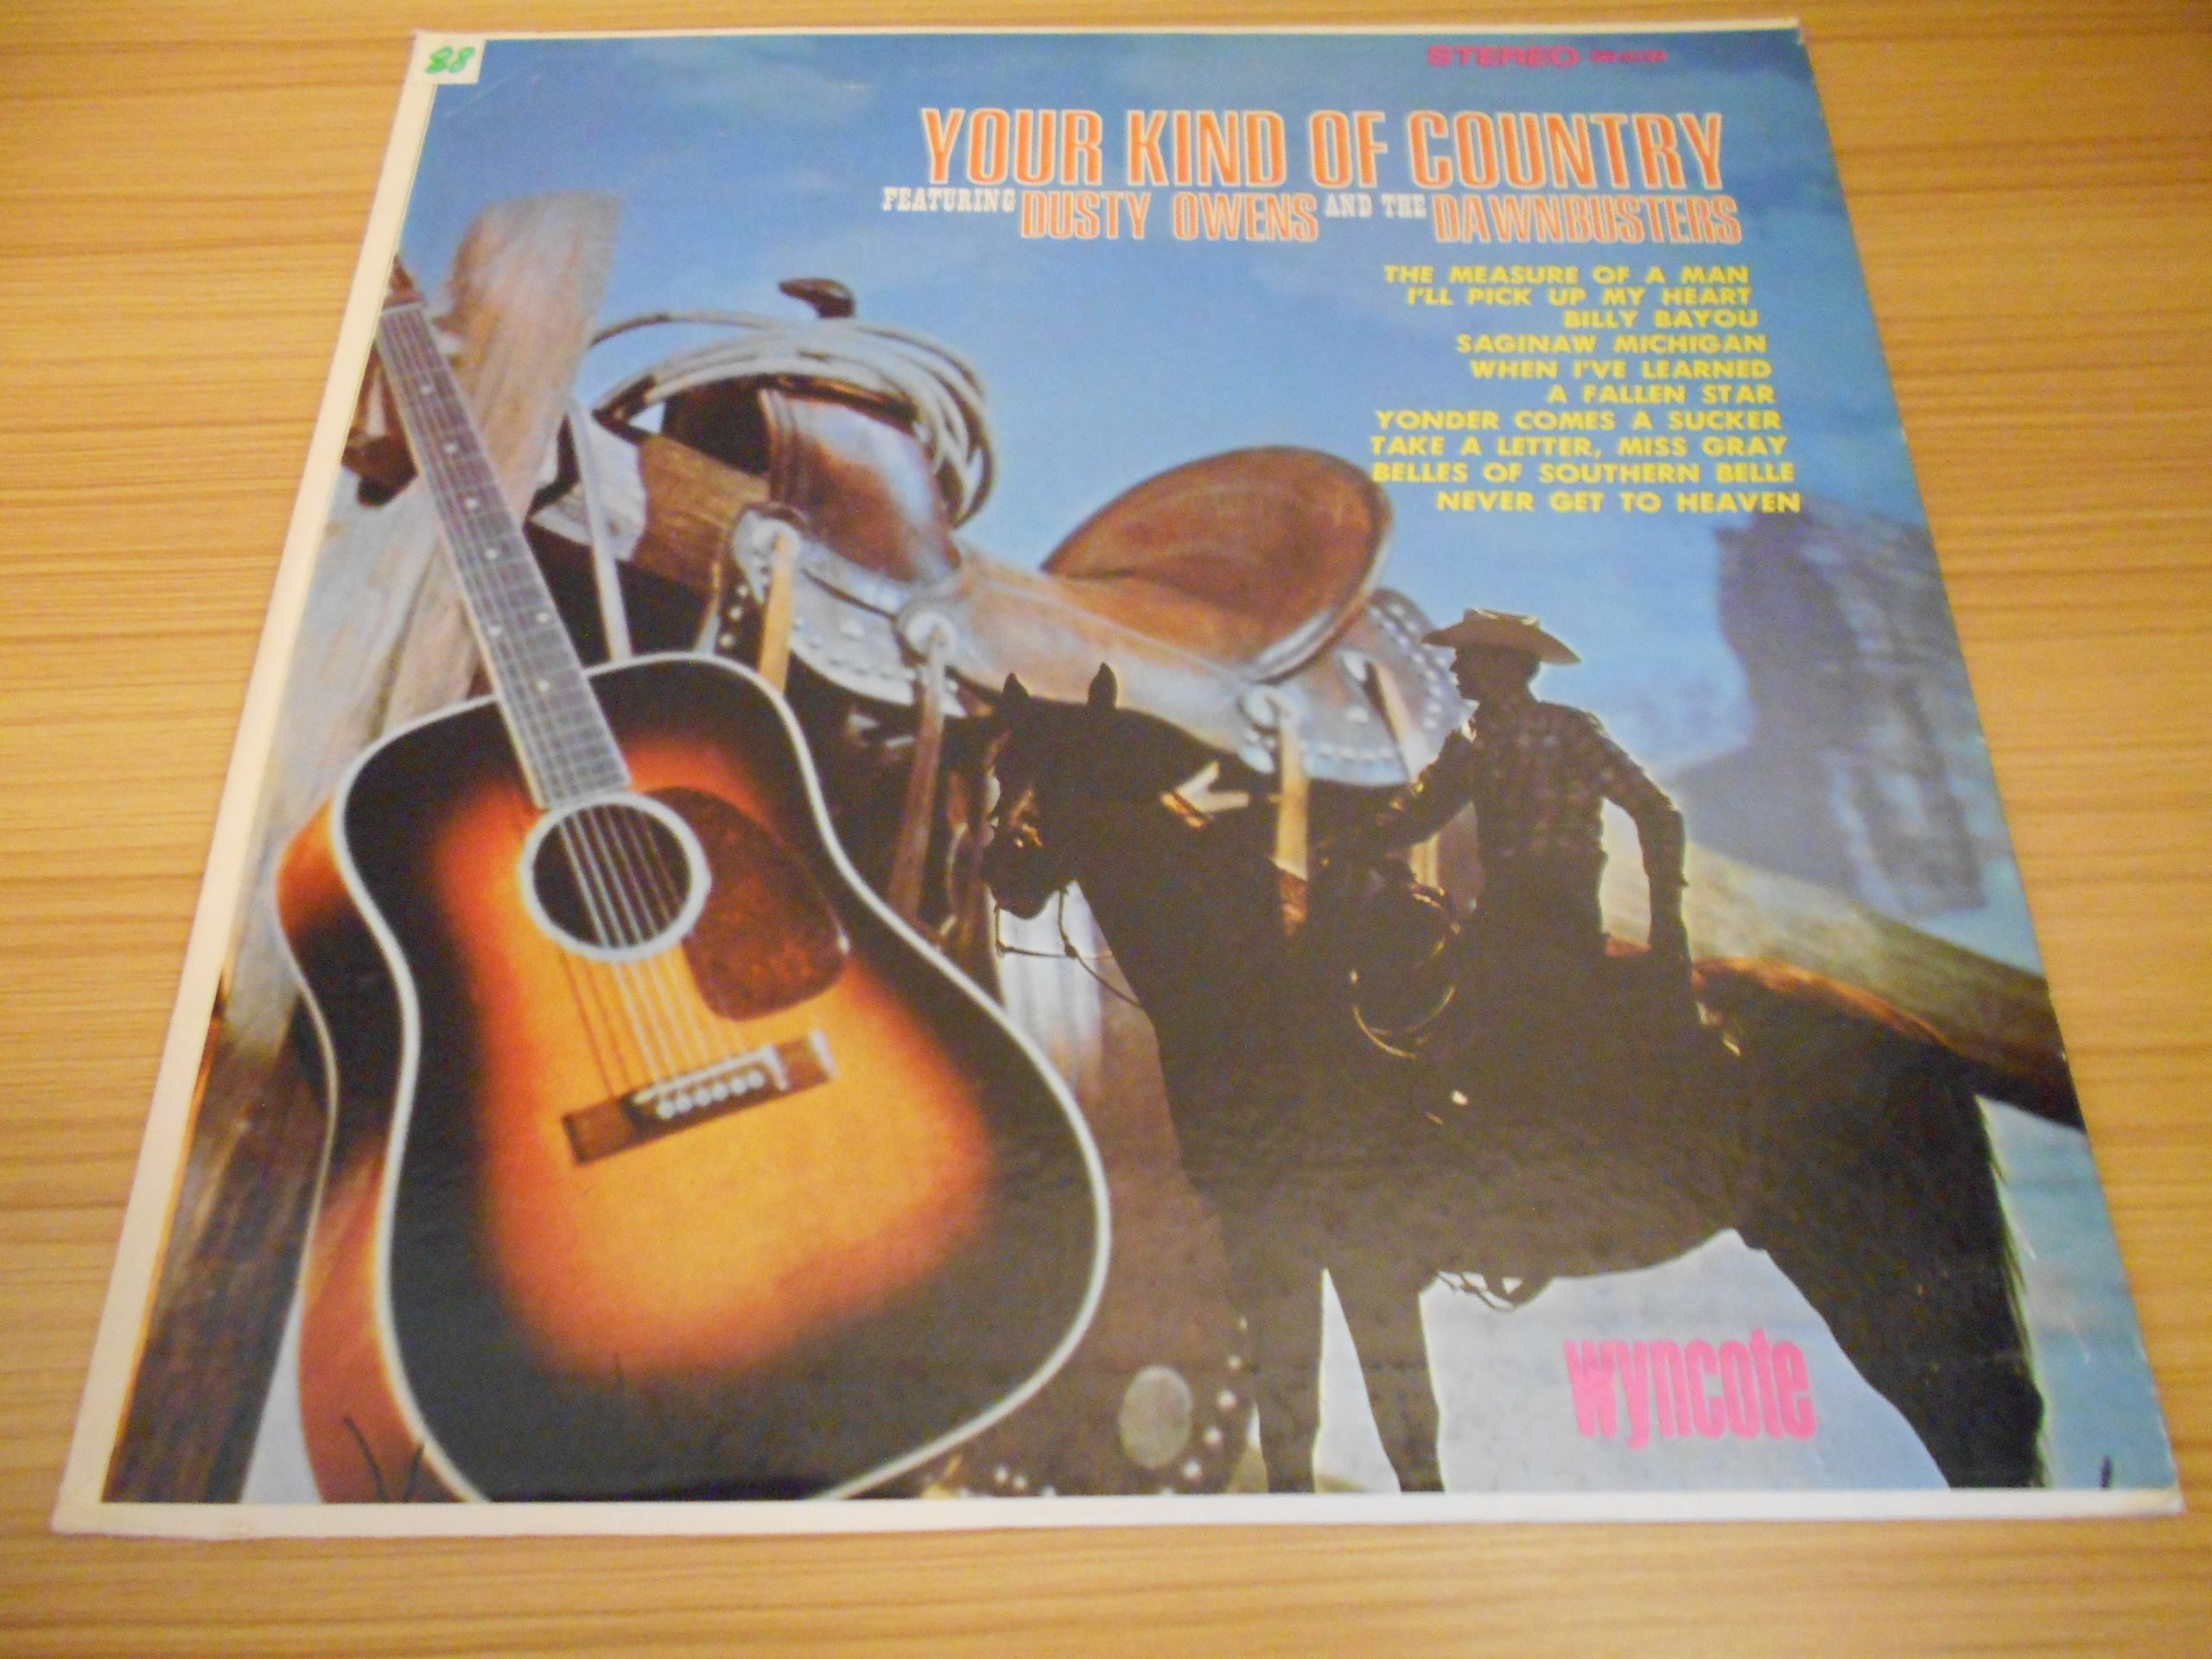 88
STEREO
YOUR KIND OF COUNTRY
FEATURING DUSTY OWENS AND THE DAWNBUSTERS
THE MEASURE OF A MAN
I'LL PICK UP MY HEART
BILLY BAYOU
SAGINAW MICHIGAN
WHEN I'VE LEARNED
A FALLEN STAR
YONDER COMES A SUCKER
TAKE A LETTER, MISS GRAY
BELLES OF SOUTHERN BELLE
NEVER GET TO HEAVEN
wyncote